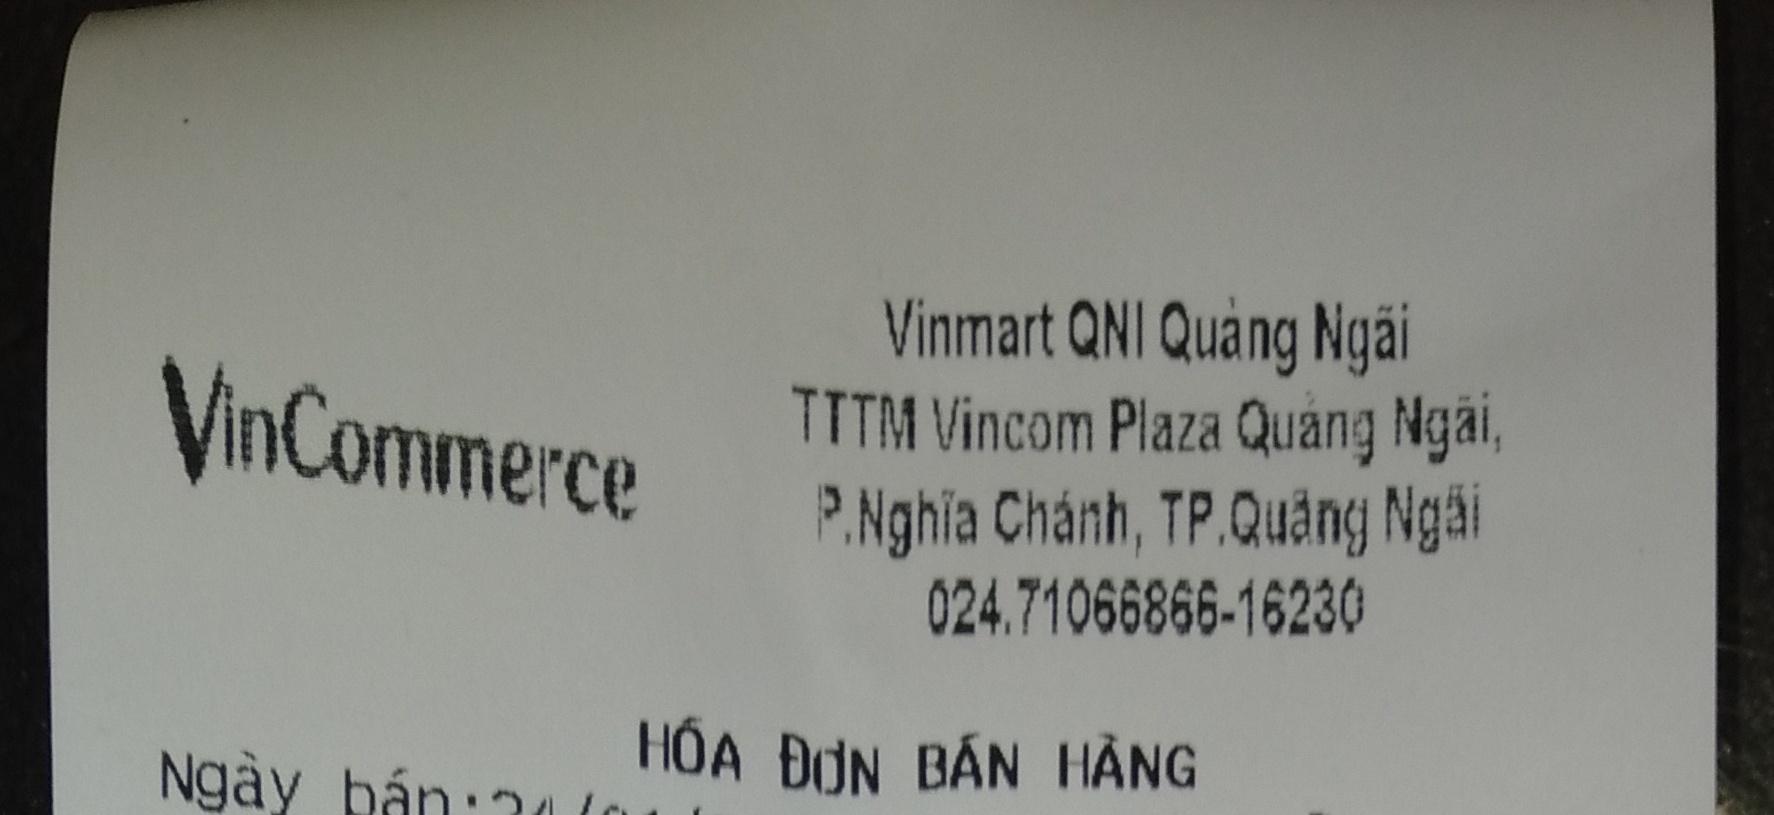 VinCommerce
Vinmart QNI Quảng Ngãi
TTTM Vincom Plaza Quảng Ngãi,
P.Nghĩa Chánh, TP.Quảng Ngãi
024.71066866-16230
HÓA ĐƠN BÁN HÀNG
Ngày bán: